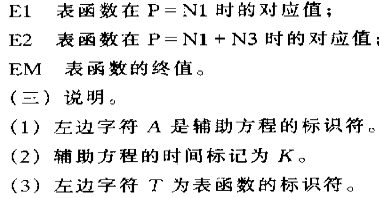 E1 表函数在 P=N1 时的对应值;
E2 表函数在 P=N1+N3 时的对应值;
EM 表函数的终值。
(三)说明。
(1)左边字符 A 是辅助方程的标识符。
(2)辅助方程的时间标记为 K。
(3)左边字符 T 为表函数的标识符。